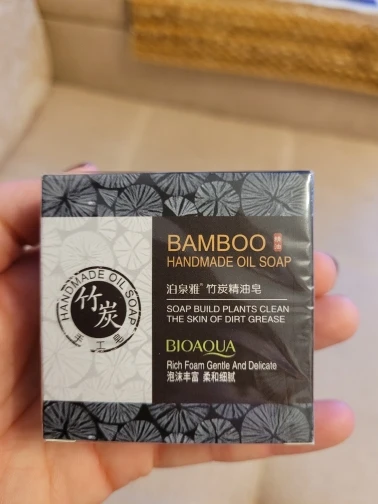 BAMBOO 精油
HANDMADE OIL SOAP
泊泉雅® 竹炭精油皂
SOAP BUILD PLANTS CLEAN
THE SKIN OF DIRT GREASE
BIOAQUA
Rich Foam Gentle And Delicate
泡沫丰富 柔和细腻
HANDMADE OIL SOAP
竹炭
手工皂